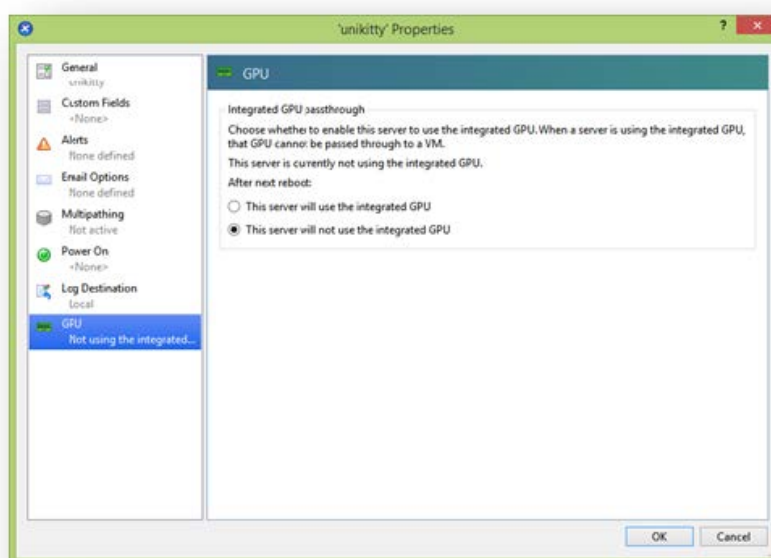 'unikitty' Properties
?
×
General
unikitty
Custom Fields
<None>
Alerts
None defined
Email Options
None defined
Multipathing
Not active
Power On
<None>
Log Destination
Local
GPU
Not using the integrated...
GPU
Integrated GPU passthrough
Choose whether to enable this server to use the integrated GPU. When a server is using the integrated GPU,
that GPU cannot be passed through to a VM.
This server is currently not using the integrated GPU.
After next reboot:
This server will use the integrated GPU
This server will not use the integrated GPU
OK
Cancel